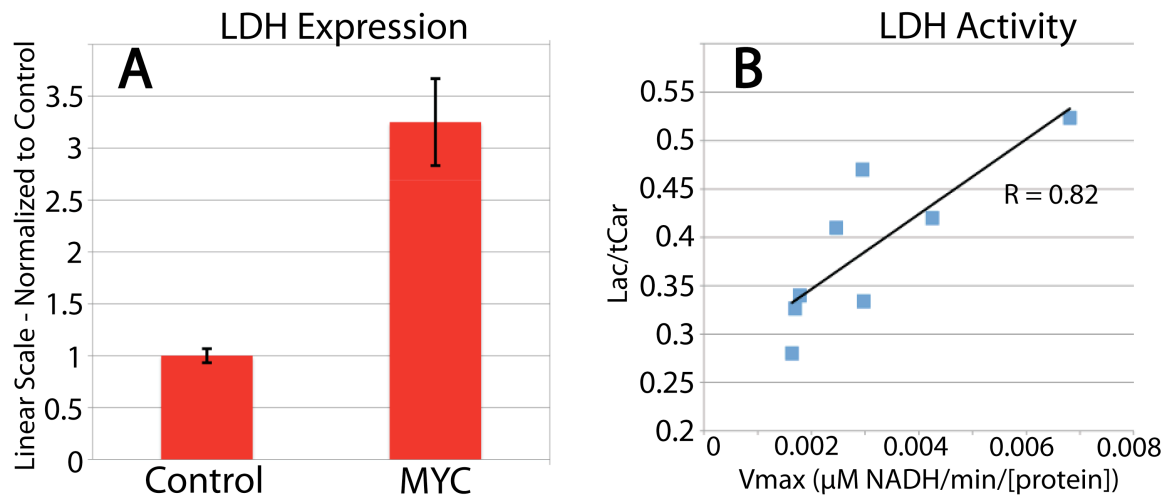 LDH Expression
A
Linear Scale - Normalized to Control
3.5
3
2.5
2
1.5
1
0.5
0
Control MYC
LDH Activity
B
Lac/tCar
0.55
0.5
0.45
0.4
0.35
0.3
0.25
0.2
R = 0.82
0 0.002 0.004 0.006 0.008
Vmax (μM NADH/min/[protein])